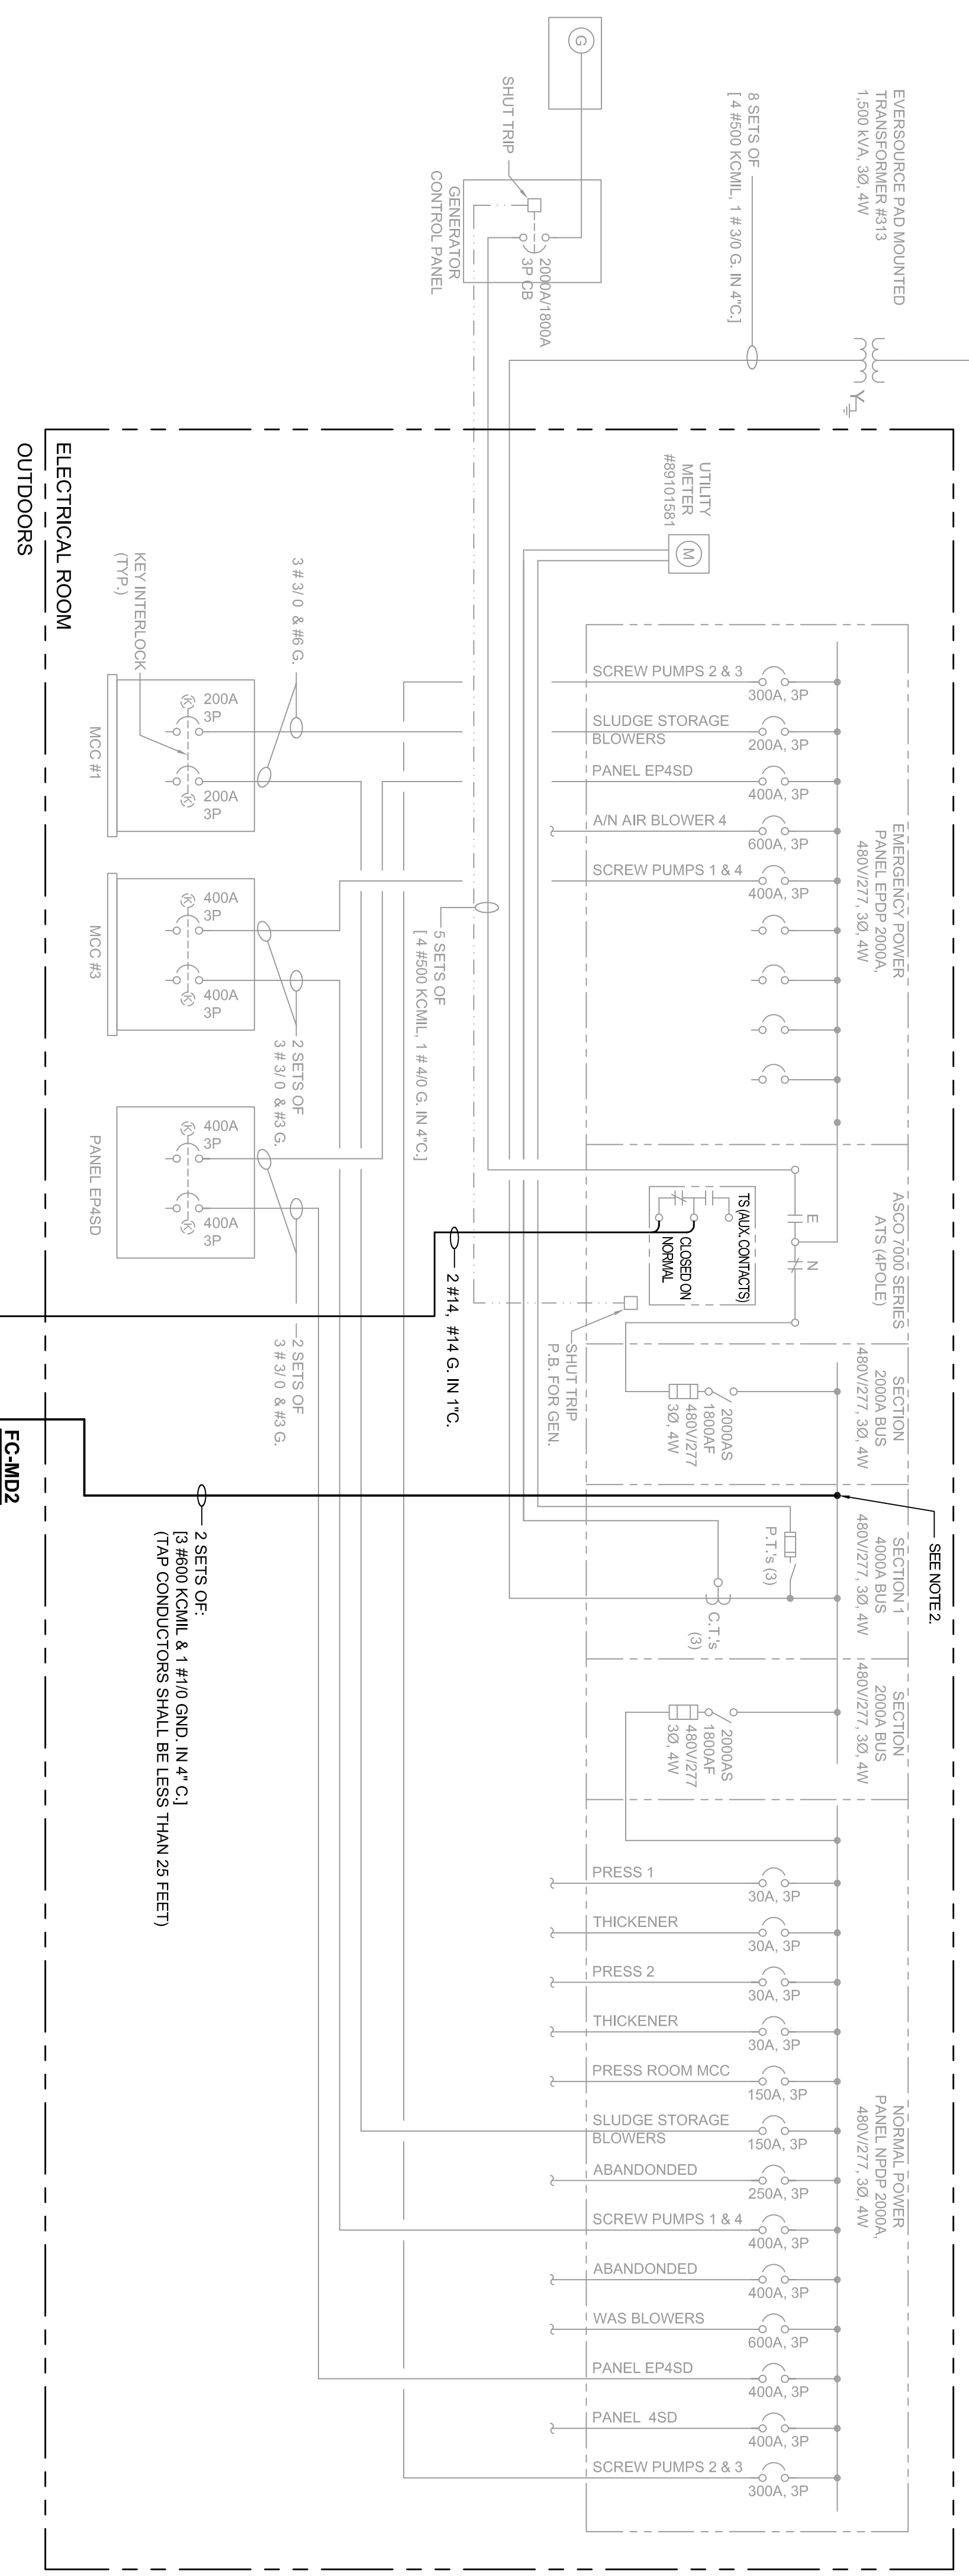 EVERSOURCE PAD MOUNTED
TRANSFORMER #313
1,500 kVA, 3Ø, 4W
8 SETS OF
[ 4 #500 KCMIL, 1 # 3/0 G. IN 4"C.]
G
SHUT TRIP
2000A/1800A
3P CB
GENERATOR
CONTROL PANEL
Y
ELECTRICAL ROOM
OUTDOORS
UTILITY
METER
#89101581
M
EMERGENCY POWER
PANEL EPDP 2000A,
480V/277, 3Ø, 4W
SCREW PUMPS 2 & 3
300A, 3P
SLUDGE STORAGE
BLOWERS
200A, 3P
PANEL EP4SD
400A, 3P
A/N AIR BLOWER 4
600A, 3P
SCREW PUMPS 1 & 4
400A, 3P
KEY INTERLOCK
(TYP.)
3 # 3/ 0 & #6 G.
K
200A
3P
K
200A
3P
MCC #1
K
400A
3P
K
400A
3P
MCC #3
2 SETS OF
3 # 3/ 0 & #3 G.
K
400A
3P
K
400A
3P
PANEL EP4SD
2 SETS OF
3 # 3/ 0 & #3 G.
5 SETS OF
[ 4 #500 KCMIL, 1 # 4/0 G. IN 4"C.]
ASCO 7000 SERIES
ATS (4POLE)
E
N
TS (AUX. CONTACTS)
CLOSED ON
NORMAL
2 #14, #14 G. IN 1"C.
SHUT TRIP
P.B. FOR GEN.
SECTION
2000A BUS
480V/277, 3Ø, 4W
2000AS
1800AF
480V/277
3Ø, 4W
SEE NOTE 2.
SECTION 1
4000A BUS
480V/277, 3Ø, 4W
P.T.'s (3)
C.T.'s
(3)
FC-MD2
2 SETS OF:
[3 #600 KCMIL & 1 #1/0 GND. IN 4" C.]
(TAP CONDUCTORS SHALL BE LESS THAN 25 FEET)
SECTION
2000A BUS
480V/277, 3Ø, 4W
2000AS
1800AF
480V/277
3Ø, 4W
NORMAL POWER
PANEL NPDP 2000A,
480V/277, 3Ø, 4W
PRESS 1
30A, 3P
THICKENER
30A, 3P
PRESS 2
30A, 3P
THICKENER
30A, 3P
PRESS ROOM MCC
150A, 3P
SLUDGE STORAGE
BLOWERS
150A, 3P
ABANDONDED
250A, 3P
SCREW PUMPS 1 & 4
400A, 3P
ABANDONDED
400A, 3P
WAS BLOWERS
600A, 3P
PANEL EP4SD
400A, 3P
PANEL 4SD
400A, 3P
SCREW PUMPS 2 & 3
300A, 3P